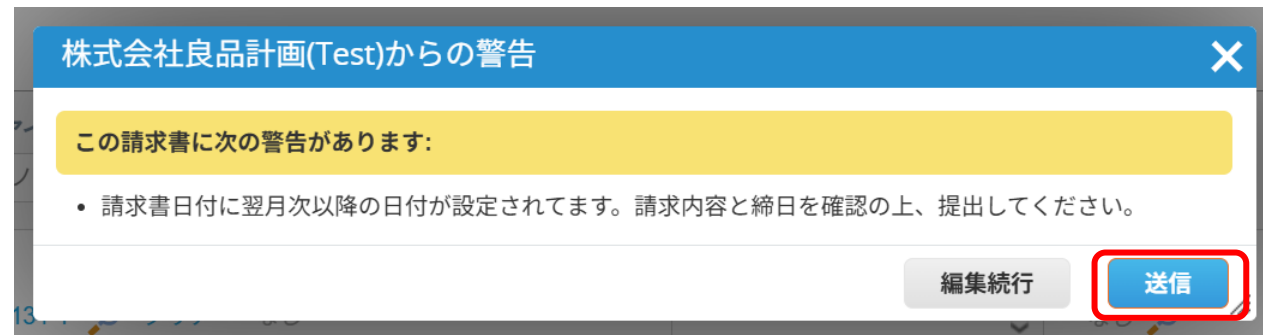 株式会社良品計画(Test)からの警告
この請求書に次の警告があります:
• 請求書日付に翌月次以降の日付が設定されてます。請求内容と締日を確認の上、提出してください。
編集続行
送信